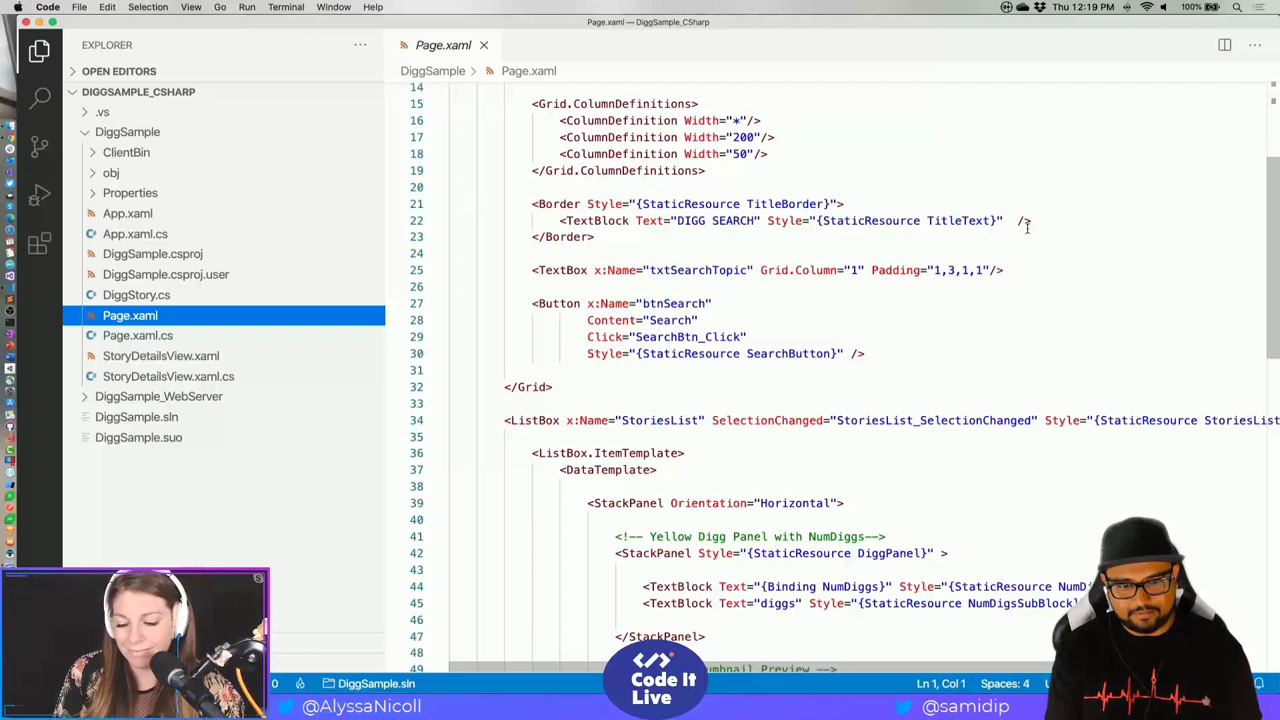 Code File Edit Selection View Go Run Terminal Window Help
Thu 12:19 PM 100%
Page.xaml — DiggSample_CSharp
EXPLORER
Page.xaml
OPEN EDITORS
DiggSample Page.xaml
DIGGSAMPLE_CSHARP
.vs
DiggSample
ClientBin
obj
Properties
App.xaml
App.xaml.cs
DiggSample.csproj
DiggSample.csproj.user
DiggStory.cs
Page.xaml
Page.xaml.cs
StoryDetailsView.xaml
StoryDetailsView.xaml.cs
DiggSample_WebServer
DiggSample.sln
DiggSample.suo
14
15 <Grid.ColumnDefinitions>
16 <ColumnDefinition Width="*"/>
17 <ColumnDefinition Width="200"/>
18 <ColumnDefinition Width="50"/>
19 </Grid.ColumnDefinitions>
20
21 <Border Style="{StaticResource TitleBorder}">
22 <TextBlock Text="DIGG SEARCH" Style="{StaticResource TitleText}" />
23 </Border>
24
25 <TextBox x:Name="txtSearchTopic" Grid.Column="1" Padding="1,3,1,1"/>
26
27 <Button x:Name="btnSearch"
28 Content="Search"
29 Click="SearchBtn_Click"
30 Style="{StaticResource SearchButton}" />
31
32 </Grid>
33
34 <ListBox x:Name="StoriesList" SelectionChanged="StoriesList_SelectionChanged" Style="{StaticResource StoriesList
35
36 <ListBox.ItemTemplate>
37 <DataTemplate>
38
39 <StackPanel Orientation="Horizontal">
40
41 <!-- Yellow Digg Panel with NumDiggs-->
42 <StackPanel Style="{StaticResource DiggPanel}" >
43
44 <TextBlock Text="{Binding NumDiggs}" Style="{StaticResource NumDi
45 <TextBlock Text="diggs" Style="{StaticResource NumDigsSubBlock}
46
47 </StackPanel>
48
49 Preview -->
0 DiggSample.sln
Ln 1, Col 1 Spaces: 4
Code It
Live
@AlyssaNicoll
@samidip